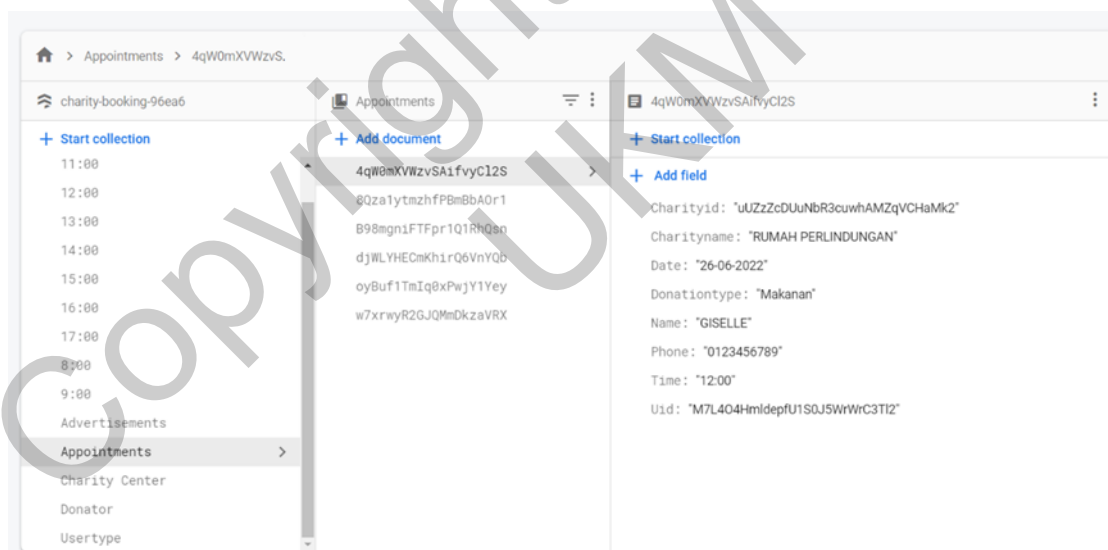 Appointments > 4qW0mXVWzvS.
charity-booking-96ea6
+ Start collection
11:00
12:00
13:00
14:00
15:00
16:00
17:00
8:00
9:00
Advertisements
Appointments >
Charity Center
Donator
Usertype
Appointments
+ Add document
4qW0mXVWzvSAifvyCl2S >
8Qza1ytmzhfPBmBbAOr1
B98mgniFTFpr1Q1RhQsn
djWLYHECmKhirQ6VnYQb
oyBuf1TmIq0xPwjY1Yey
w7xrwyR2GJQMmDkzaVRX
4qW0mXVWzvSAifvyCl2S
+ Start collection
+ Add field
Charityid: "uUZzZcDUuNbR3cuwhAMZqVCHaMk2"
Charityname: "RUMAH PERLINDUNGAN"
Date: "26-06-2022"
Donationtype: "Makanan"
Name: "GISELLE"
Phone: "0123456789"
Time: "12:00"
Uid: "M7L4O4HmldepfU1S0J5WrWrC3Tl2"
Copyright
UKM